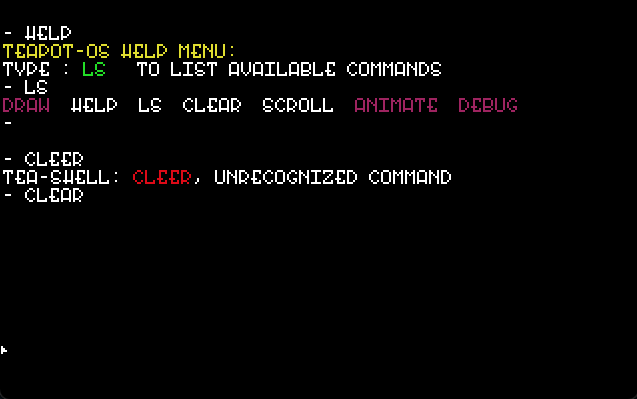 - HELP
TEAPOT-OS HELP MENU:
TYPE : LS TO LIST AVAILABLE COMMANDS
- LS
DRAW HELP LS CLEAR SCROLL ANIMATE DEBUG
-
- CLEER
TEA-SHELL: CLEER, UNRECOGNIZED COMMAND
- CLEAR